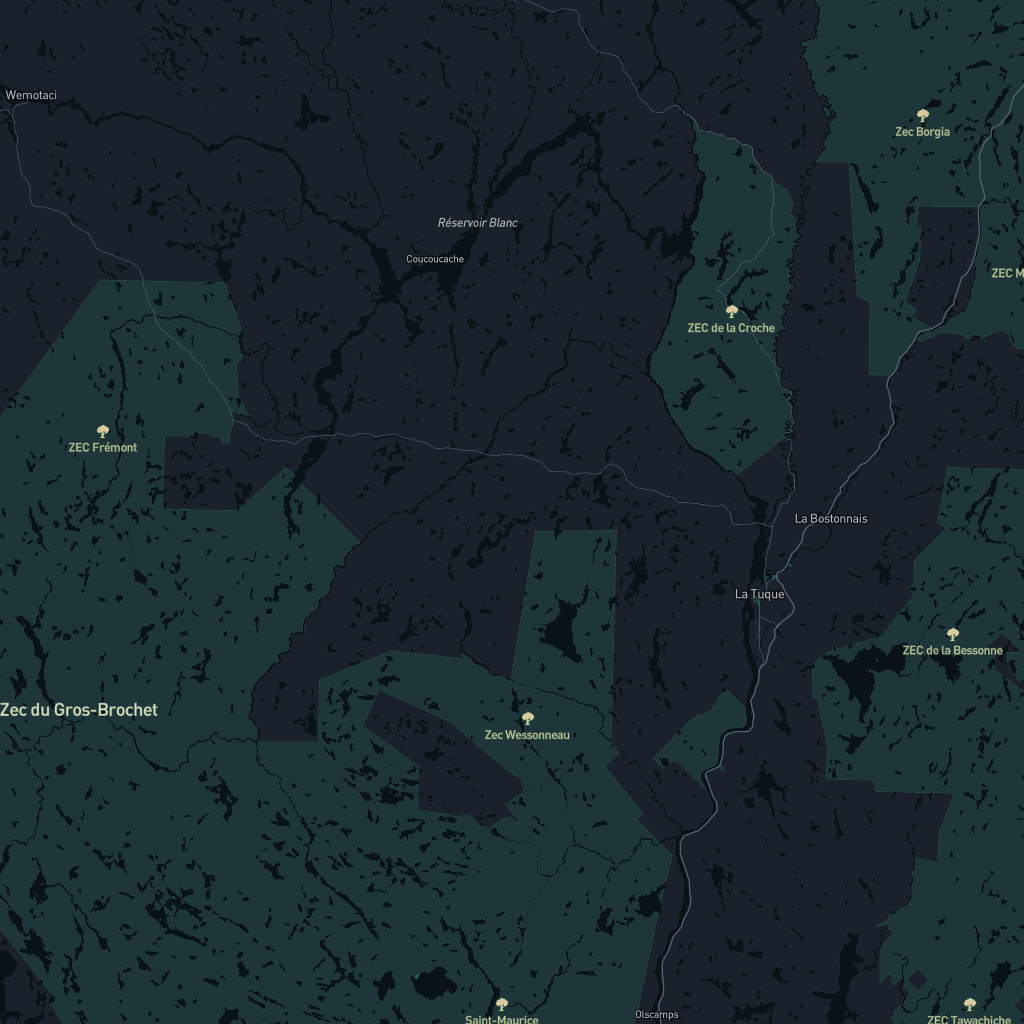 Wemotaci
Zec Borgia
Réservoir Blanc
Coucoucache
ZEC M
ZEC de la Croche
ZEC Frémont
La Bostonnais
La Tuque
ZEC de la Bessonne
Zec du Gros-Brochet
Zec Wessonneau
Olscamps
Saint-Maurice
ZEC Tawachiche